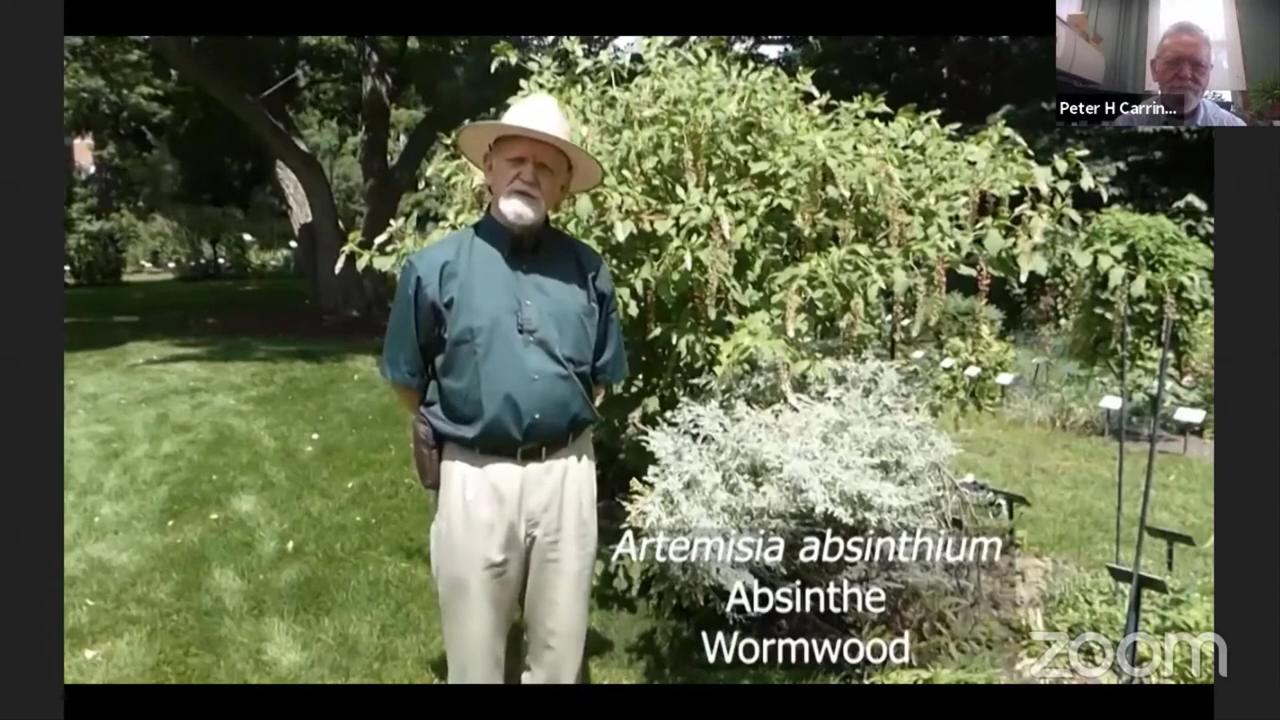 Peter H Carrin...
Artemisia absinthium
Absinthe
Wormwood
zoom